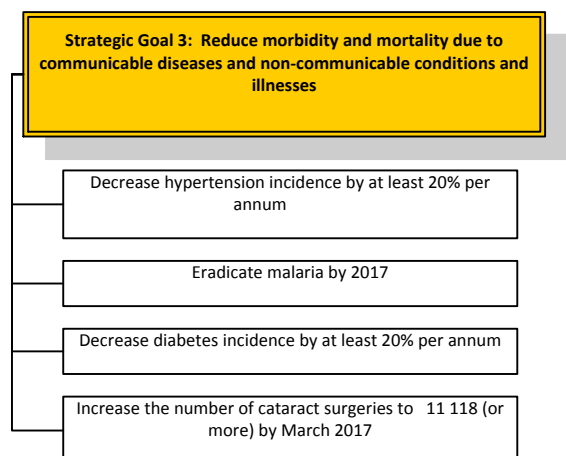 Strategic Goal 3: Reduce morbidity and mortality due to
communicable diseases and non-communicable conditions and
illnesses
Decrease hypertension incidence by at least 20% per
annum
Eradicate malaria by 2017
Decrease diabetes incidence by at least 20% per annum
Increase the number of cataract surgeries to 11 118 (or
more) by March 2017